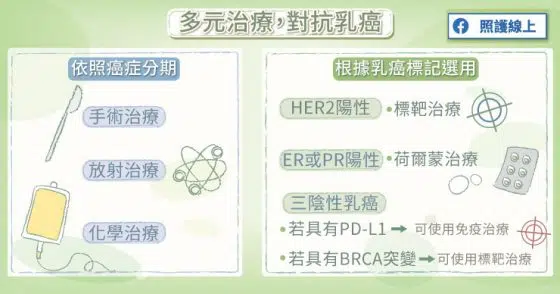 多元治療，對抗乳癌
照護線上
依照癌症分期
手術治療
放射治療
化學治療
根據乳癌標記選用
HER2陽性 •標靶治療
ER或PR陽性 •荷爾蒙治療
三陰性乳癌
•若具有PD-L1 ➡ 可使用免疫治療
•若具有BRCA突變 ➡ 可使用標靶治療